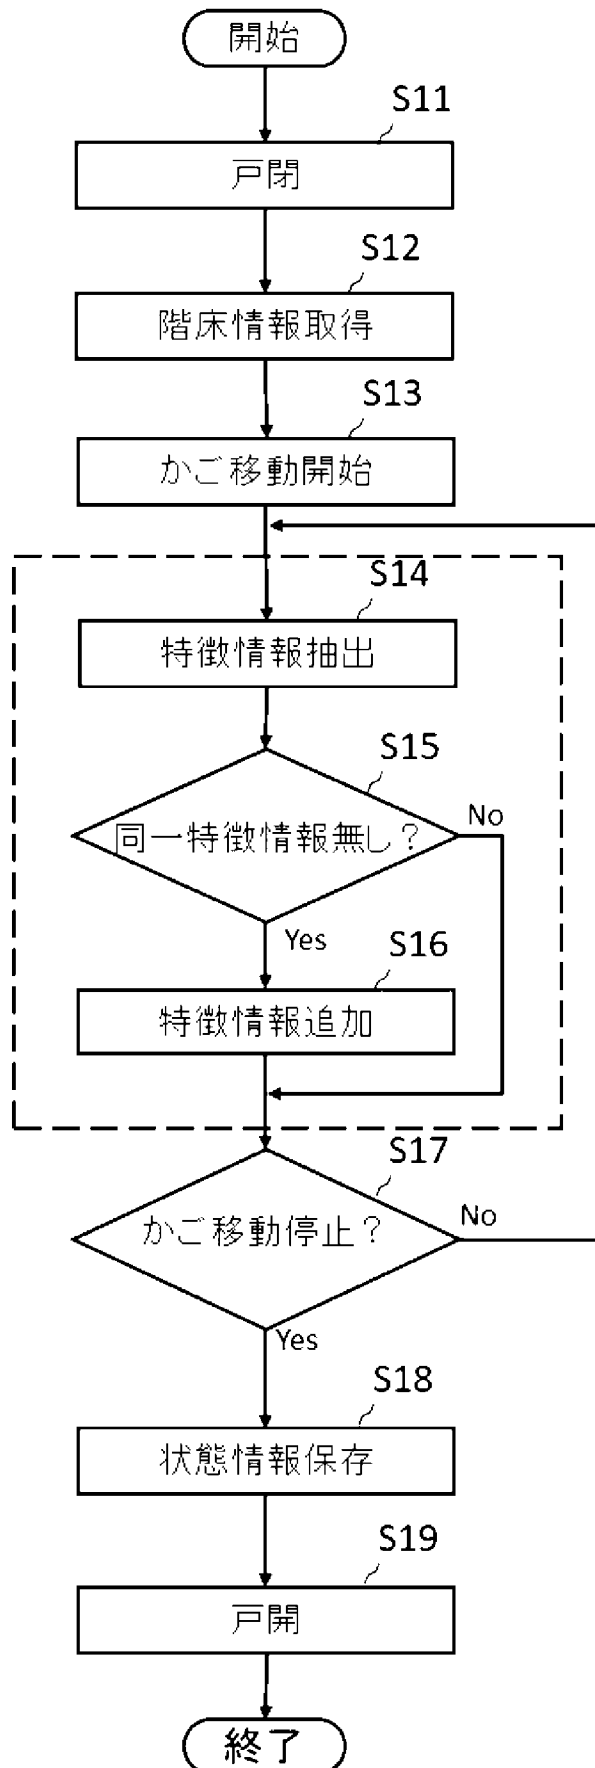 開始
S11
戸閉
S12
階床情報取得
S13
かご移動開始
S14
特徴情報抽出
S15
同一特徴情報無し？
No
Yes
S16
特徴情報追加
S17
かご移動停止？
No
Yes
S18
状態情報保存
S19
戸開
終了